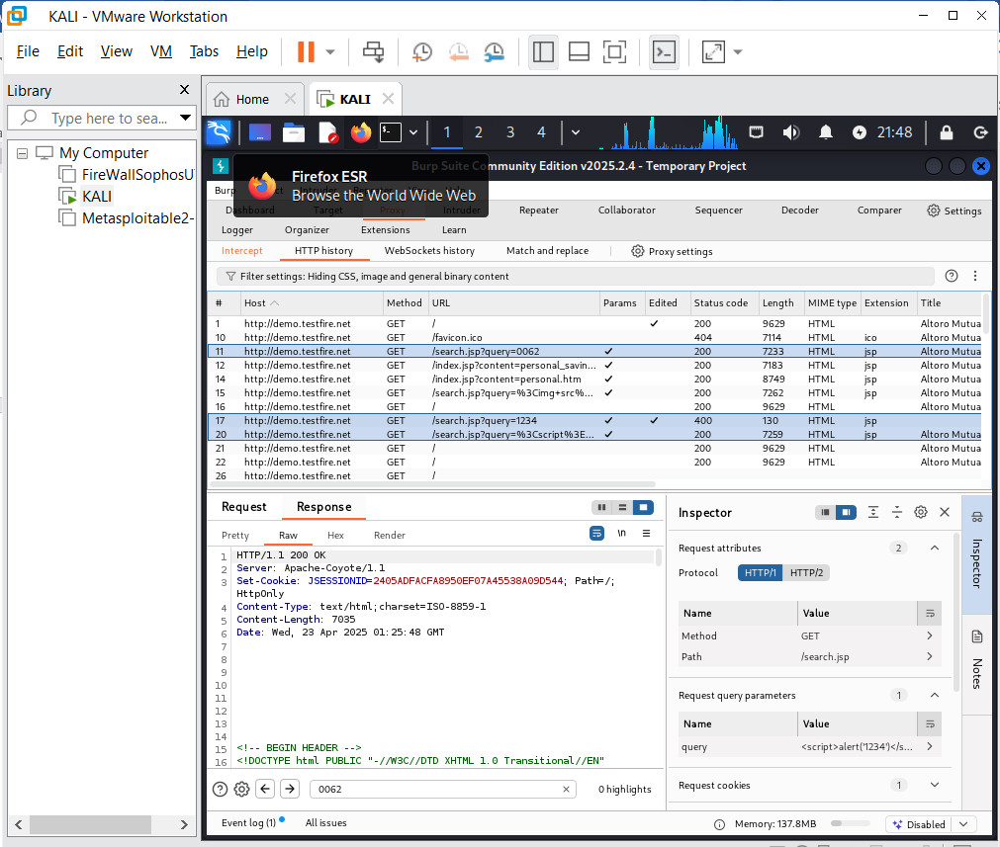 KALI - VMware Workstation
File Edit View VM Tabs Help
Library
Type here to sea...
My Computer
FireWallSophosU
KALI
Metasploitable2-
Home KALI
1 2 3 4 21:48
Burp Suite Community Edition v2025.2.4 - Temporary Project
Firefox ESR
Browse the World Wide Web
Burp
Dashboard Target Proxy Intruder Repeater Collaborator Sequencer Decoder Comparer Settings
Logger Organizer Extensions Learn
Intercept HTTP history WebSockets history Match and replace Proxy settings
Filter settings: Hiding CSS, image and general binary content
# Host Method URL Params Edited Status code Length MIME type Extension Title
1 http://demo.testfire.net GET / ✓ 200 9629 HTML Altoro Mutua
10 http://demo.testfire.net GET /favicon.ico 404 7114 HTML ico Altoro Mutua
11 http://demo.testfire.net GET /search.jsp?query=0062 ✓ 200 7233 HTML jsp Altoro Mutua
12 http://demo.testfire.net GET /index.jsp?content=personal_savin... ✓ 200 7183 HTML jsp Altoro Mutua
14 http://demo.testfire.net GET /index.jsp?content=personal.htm ✓ 200 8749 HTML jsp Altoro Mutua
15 http://demo.testfire.net GET /search.jsp?query=%3Cimg+src%... ✓ 200 7262 HTML jsp Altoro Mutua
16 http://demo.testfire.net GET / 200 9629 HTML Altoro Mutua
17 http://demo.testfire.net GET /search.jsp?query=1234 ✓ ✓ 400 130 HTML jsp
20 http://demo.testfire.net GET /search.jsp?query=%3Cscript%3E... ✓ 200 7259 HTML jsp Altoro Mutua
21 http://demo.testfire.net GET / 200 9629 HTML Altoro Mutua
22 http://demo.testfire.net GET / 200 9629 HTML Altoro Mutua
26 http://demo.testfire.net GET /
Request Response
Pretty Raw Hex Render \n
1 HTTP/1.1 200 OK
2 Server: Apache-Coyote/1.1
3 Set-Cookie: JSESSIONID=2405ADFACFA8950EF07A45538A09D544; Path=/;
HttpOnly
4 Content-Type: text/html;charset=ISO-8859-1
5 Content-Length: 7035
6 Date: Wed, 23 Apr 2025 01:25:48 GMT
7
8
9
10
11
12
13
14
15 <!-- BEGIN HEADER -->
16 <!DOCTYPE html PUBLIC "-//W3C//DTD XHTML 1.0 Transitional//EN"
0062 0 highlights
Inspector
Request attributes 2
Protocol HTTP/1 HTTP/2
Name Value
Method GET
Path /search.jsp
Request query parameters 1
Name Value
query <script>alert('1234')</s...
Request cookies 1
Inspector
Notes
Event log (1) All issues Memory: 137.8MB Disabled